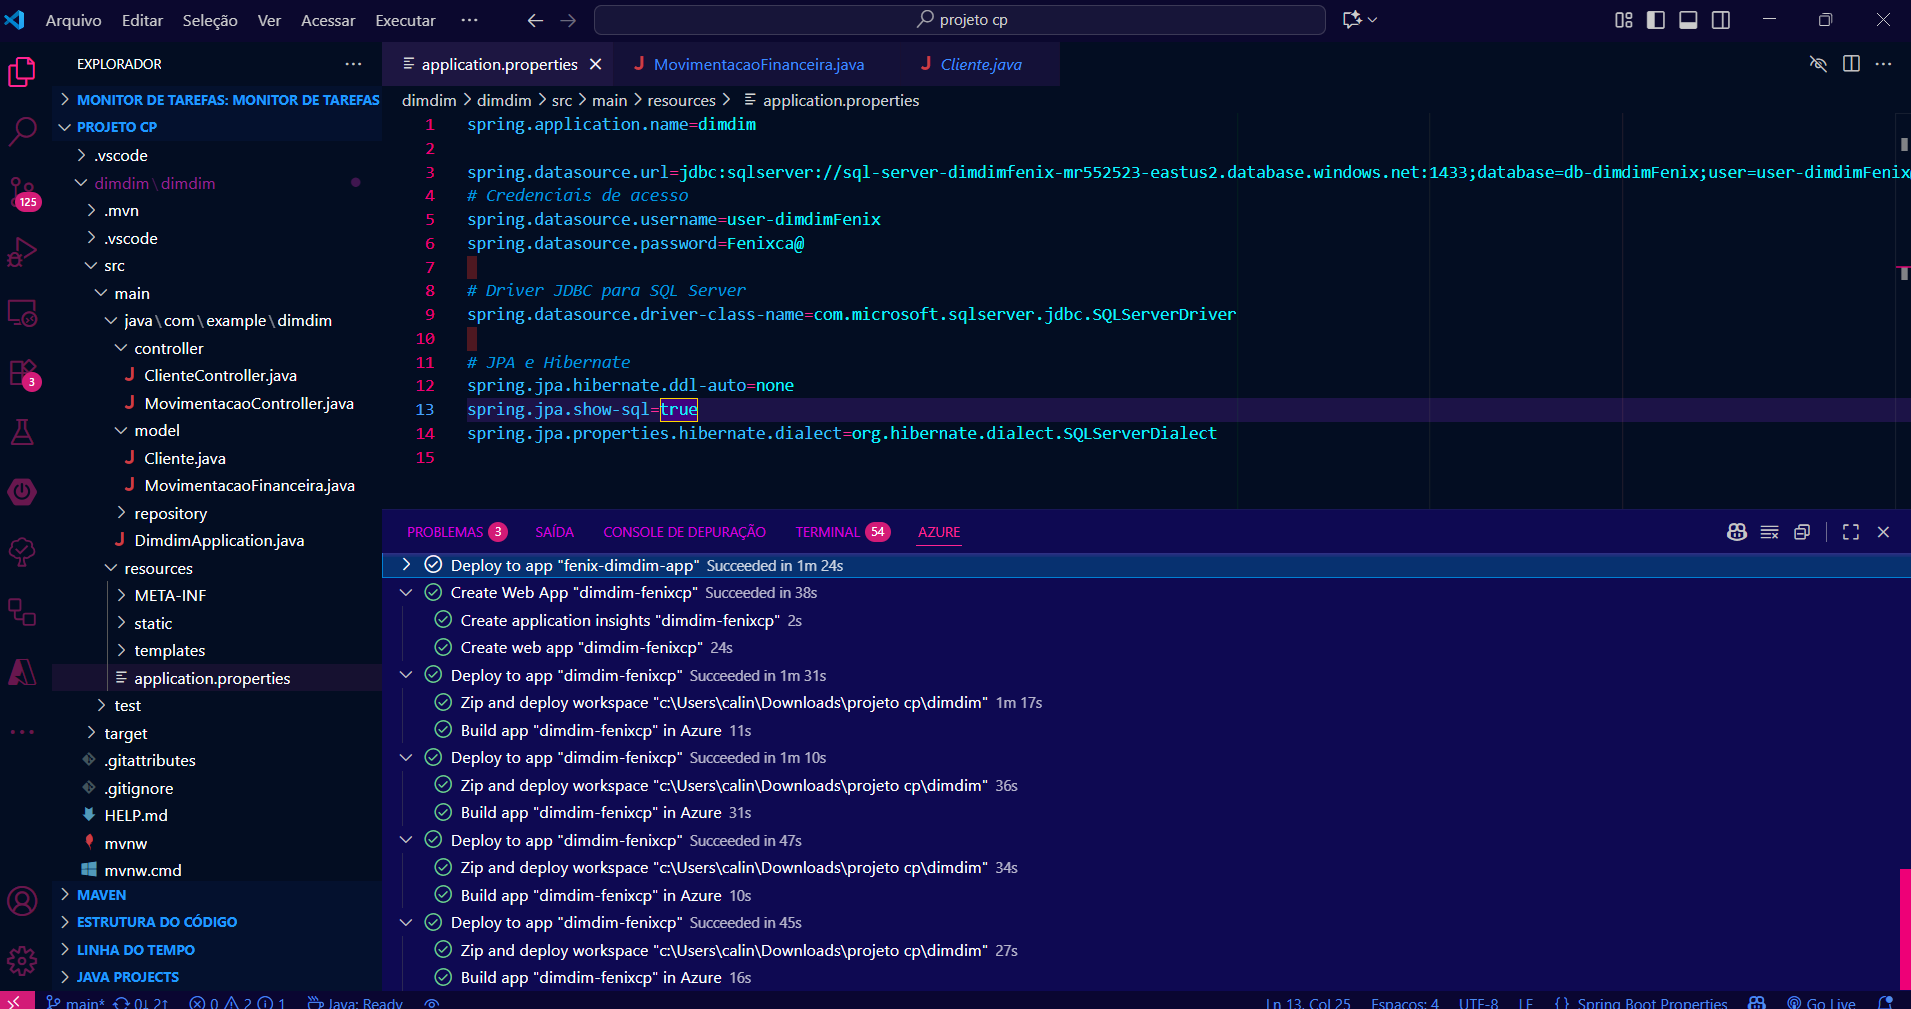 Arquivo Editar Seleção Ver Acessar Executar ··· projeto cp
EXPLORADOR
MONITOR DE TAREFAS: MONITOR DE TAREFAS
PROJETO CP
.vscode
dimdim \ dimdim
.mvn
.vscode
src
main
java \ com \ example \ dimdim
controller
ClienteController.java
MovimentacaoController.java
model
Cliente.java
MovimentacaoFinanceira.java
repository
DimdimApplication.java
resources
META-INF
static
templates
application.properties
test
target
.gitattributes
.gitignore
HELP.md
mvnw
mvnw.cmd
MAVEN
ESTRUTURA DO CÓDIGO
LINHA DO TEMPO
JAVA PROJECTS
125
3
application.properties MovimentacaoFinanceira.java Cliente.java
dimdim > dimdim > src > main > resources > application.properties
1 spring.application.name=dimdim
2
3 spring.datasource.url=jdbc:sqlserver://sql-server-dimdimfenix-mr552523-eastus2.database.windows.net:1433;database=db-dimdimFenix;user=user-dimdimFenix
4 # Credenciais de acesso
5 spring.datasource.username=user-dimdimFenix
6 spring.datasource.password=Fenixca@
7
8 # Driver JDBC para SQL Server
9 spring.datasource.driver-class-name=com.microsoft.sqlserver.jdbc.SQLServerDriver
10
11 # JPA e Hibernate
12 spring.jpa.hibernate.ddl-auto=none
13 spring.jpa.show-sql=true
14 spring.jpa.properties.hibernate.dialect=org.hibernate.dialect.SQLServerDialect
15
PROBLEMAS 3 SAÍDA CONSOLE DE DEPURAÇÃO TERMINAL 54 AZURE
Deploy to app "fenix-dimdim-app" Succeeded in 1m 24s
Create Web App "dimdim-fenixcp" Succeeded in 38s
Create application insights "dimdim-fenixcp" 2s
Create web app "dimdim-fenixcp" 24s
Deploy to app "dimdim-fenixcp" Succeeded in 1m 31s
Zip and deploy workspace "c:\Users\calin\Downloads\projeto cp\dimdim" 1m 17s
Build app "dimdim-fenixcp" in Azure 11s
Deploy to app "dimdim-fenixcp" Succeeded in 1m 10s
Zip and deploy workspace "c:\Users\calin\Downloads\projeto cp\dimdim" 36s
Build app "dimdim-fenixcp" in Azure 31s
Deploy to app "dimdim-fenixcp" Succeeded in 47s
Zip and deploy workspace "c:\Users\calin\Downloads\projeto cp\dimdim" 34s
Build app "dimdim-fenixcp" in Azure 10s
Deploy to app "dimdim-fenixcp" Succeeded in 45s
Zip and deploy workspace "c:\Users\calin\Downloads\projeto cp\dimdim" 27s
Build app "dimdim-fenixcp" in Azure 16s
main* 0↓ 2↑ 0 2 1 Java: Ready Ln 13, Col 25 Espaços: 4 UTF-8 LF {} Spring Boot Properties Go Live